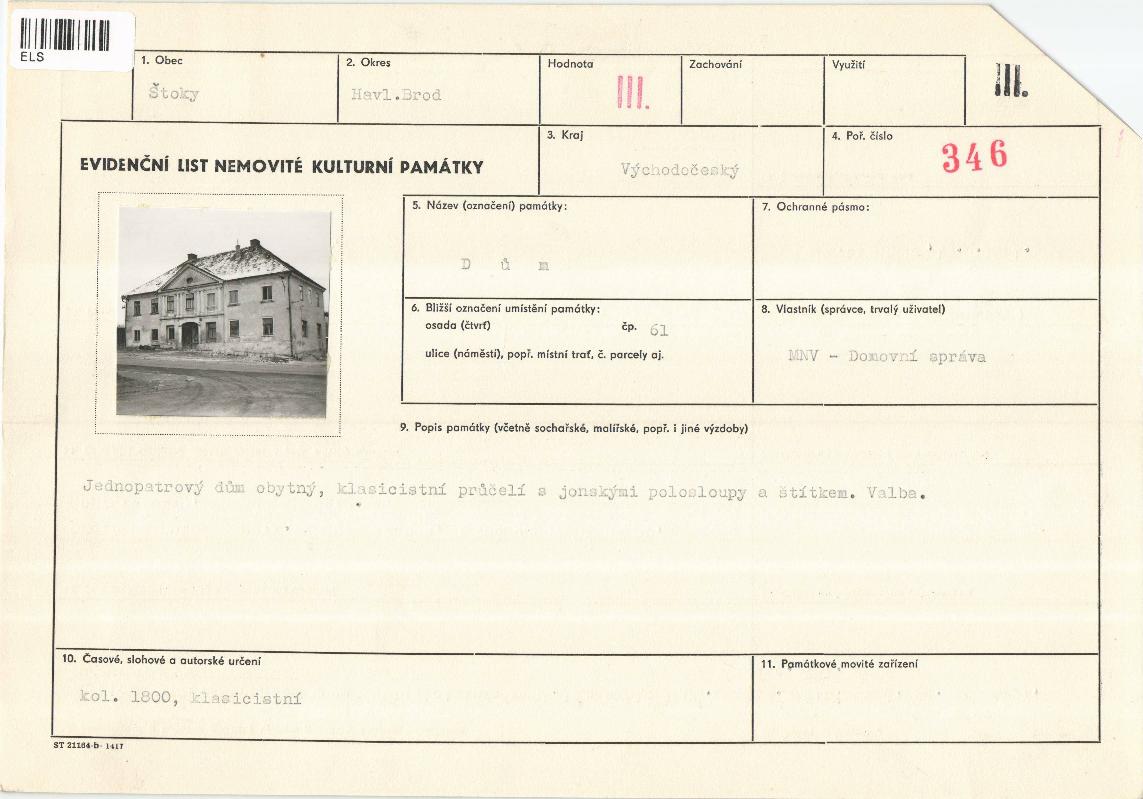 ELS
1. Obec
Štoky
2. Okres
Havl.Brod
Hodnota
III.
Zachování
Využití
III.
EVIDENČNÍ LIST NEMOVITÉ KULTURNÍ PAMÁTKY
3. Kraj
Východočeský
4. Poř. číslo
346
5. Název (označení) památky:
D ů m
7. Ochranné pásmo:
6. Bližší označení umístění památky:
osada (čtvrť) čp. 61
ulice (náměstí), popř. místní trať, č. parcely aj.
8. Vlastník (správce, trvalý uživatel)
MNV - Domovní správa
9. Popis památky (včetně sochařské, malířské, popř. i jiné výzdoby)
Jednopatrový dům obytný, klasicistní průčelí s jonskými polosloupy a štítkem. Valba.
10. Časové, slohové a autorské určení
kol. 1800, klasicistní
11. Památkové movité zařízení
ST 21164-b- 1417